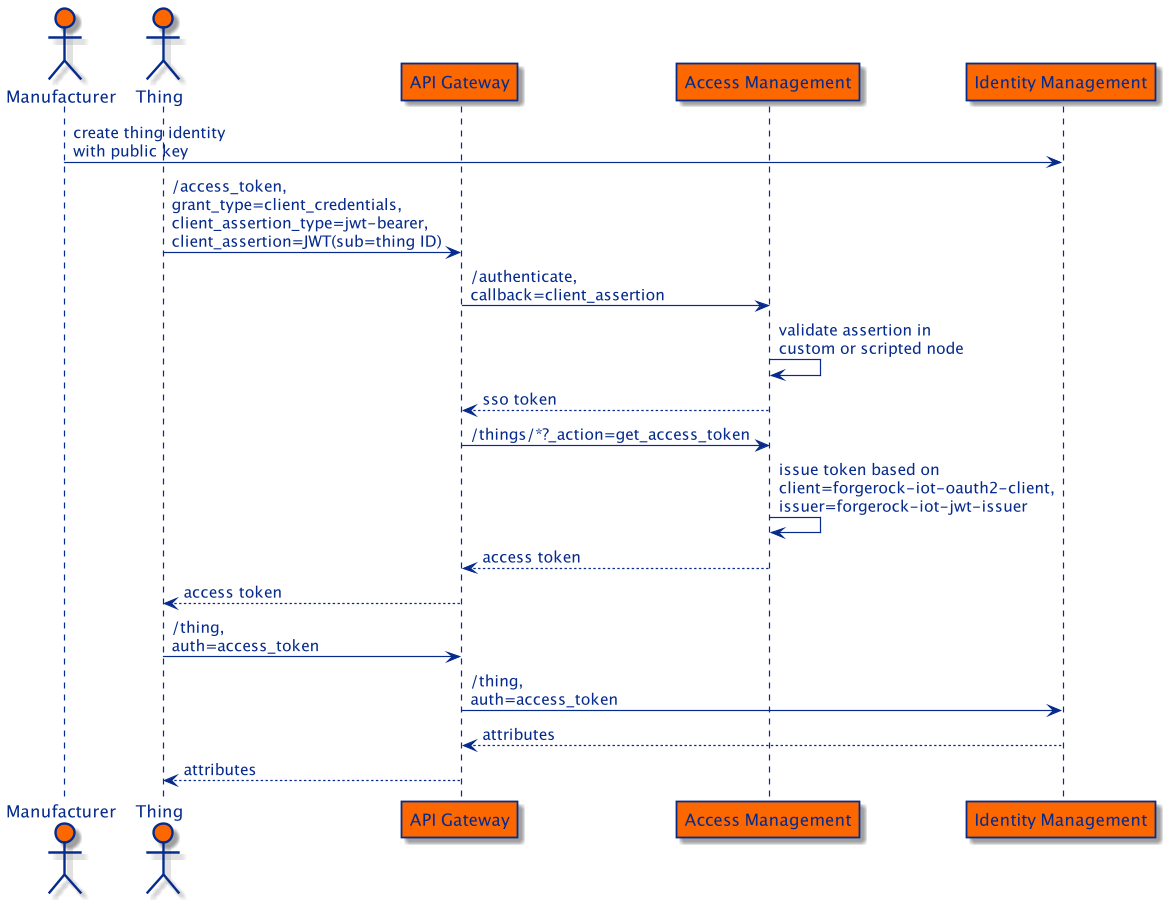 Manufacturer
Thing
API Gateway
Access Management
Identity Management
create thing identity
with public key
/access_token,
grant_type=client_credentials,
client_assertion_type=jwt-bearer,
client_assertion=JWT(sub=thing ID)
/authenticate,
callback=client_assertion
validate assertion in
custom or scripted node
sso token
/things/*?_action=get_access_token
issue token based on
client=forgerock-iot-oauth2-client,
issuer=forgerock-iot-jwt-issuer
access token
access token
/thing,
auth=access_token
/thing,
auth=access_token
attributes
attributes
Manufacturer
Thing
API Gateway
Access Management
Identity Management